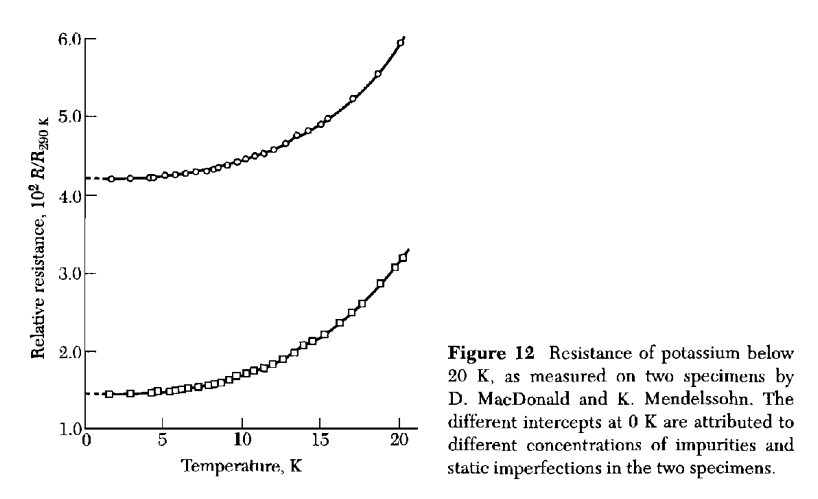 6.0
5.0
4.0
3.0
2.0
1.0
Relative resistance, 10² R/R₂₉₀ K
0
5
10
15
20
Temperature, K
Figure 12 Resistance of potassium below
20 K, as measured on two specimens by
D. MacDonald and K. Mendelssohn. The
different intercepts at 0 K are attributed to
different concentrations of impurities and
static imperfections in the two specimens.